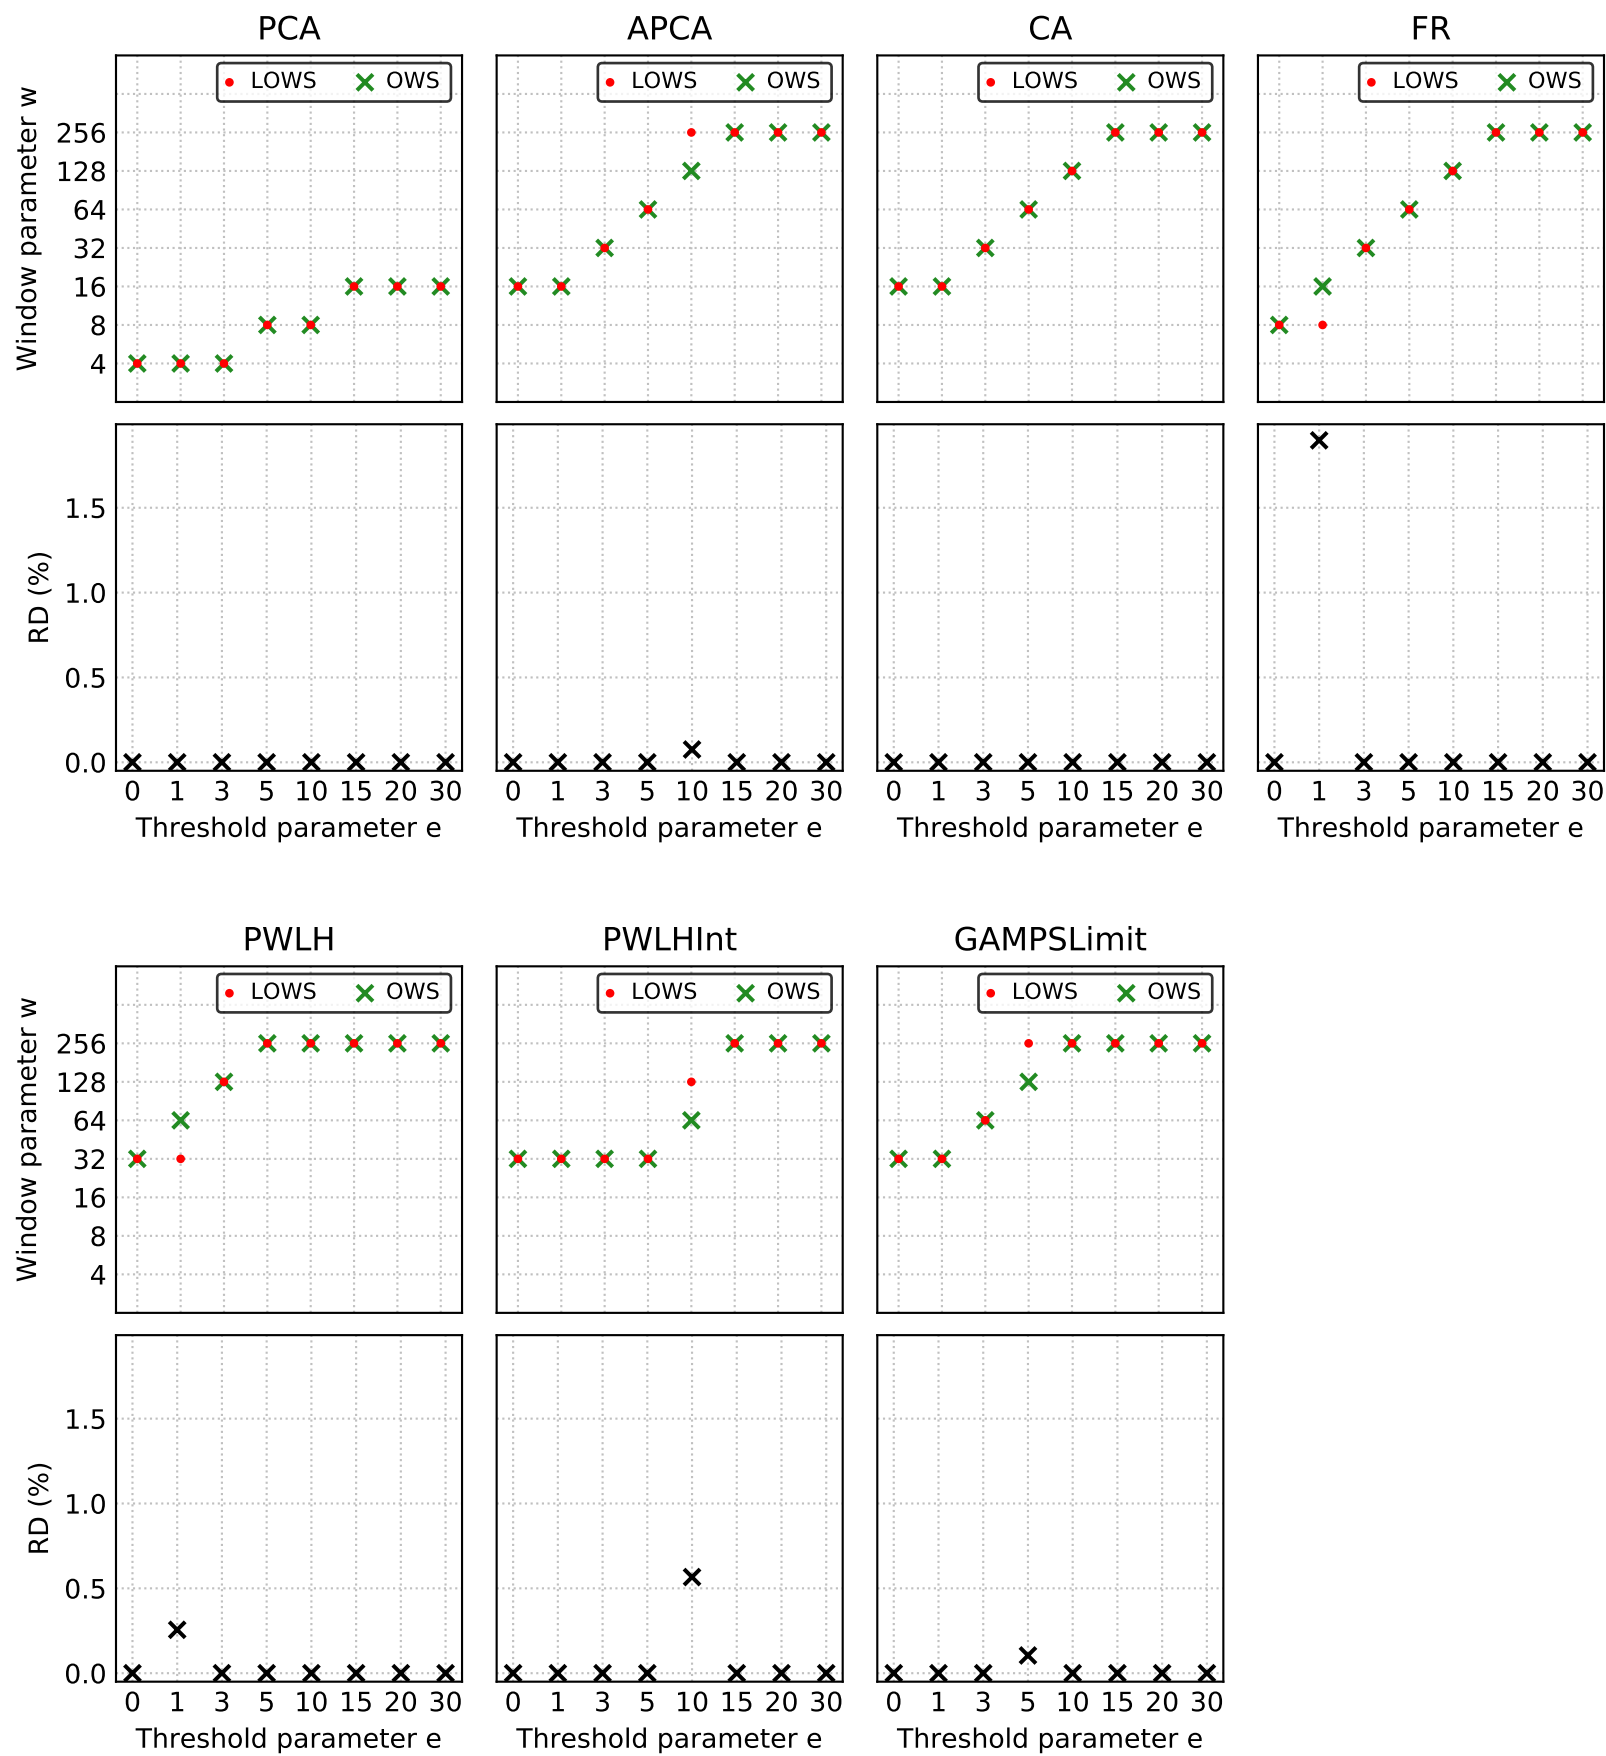 PCA APCA CA FR
LOWS OWS LOWS OWS LOWS OWS LOWS OWS
Window parameter w
256
128
64
32
16
8
4
RD (%)
1.5
1.0
0.5
0.0
0 1 3 5 10 15 20 30 0 1 3 5 10 15 20 30 0 1 3 5 10 15 20 30 0 1 3 5 10 15 20 30
Threshold parameter e Threshold parameter e Threshold parameter e Threshold parameter e
PWLH PWLHInt GAMPSLimit
LOWS OWS LOWS OWS LOWS OWS
Window parameter w
256
128
64
32
16
8
4
RD (%)
1.5
1.0
0.5
0.0
0 1 3 5 10 15 20 30 0 1 3 5 10 15 20 30 0 1 3 5 10 15 20 30
Threshold parameter e Threshold parameter e Threshold parameter e